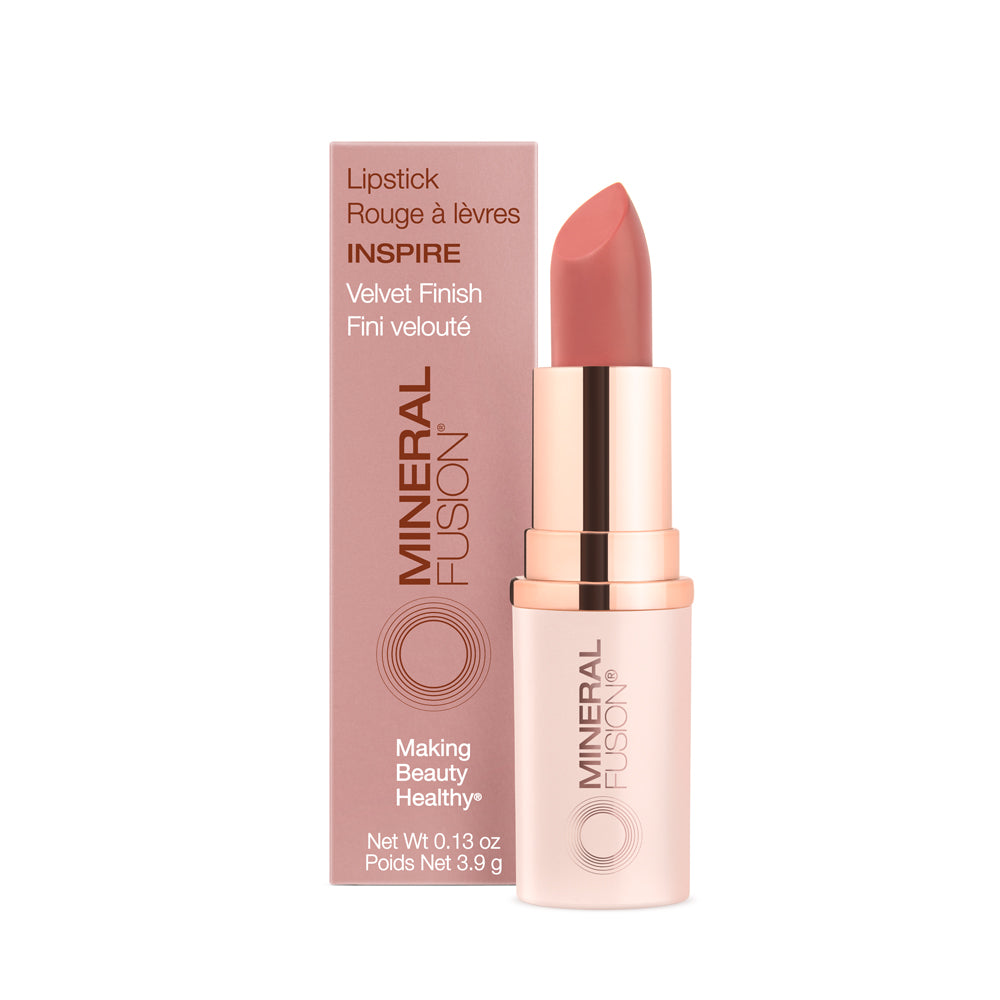 Lipstick
Rouge à lèvres
INSPIRE
Velvet Finish
Fini velouté
MINERAL
FUSION®
Making
Beauty
Healthy®
Net Wt 0.13 oz
Poids Net 3.9 g
MINERAL
FUSION®